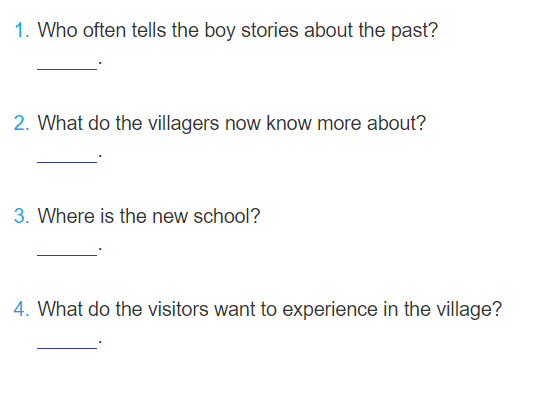 1. Who often tells the boy stories about the past?
______.
2. What do the villagers now know more about?
______.
3. Where is the new school?
______.
4. What do the visitors want to experience in the village?
______.